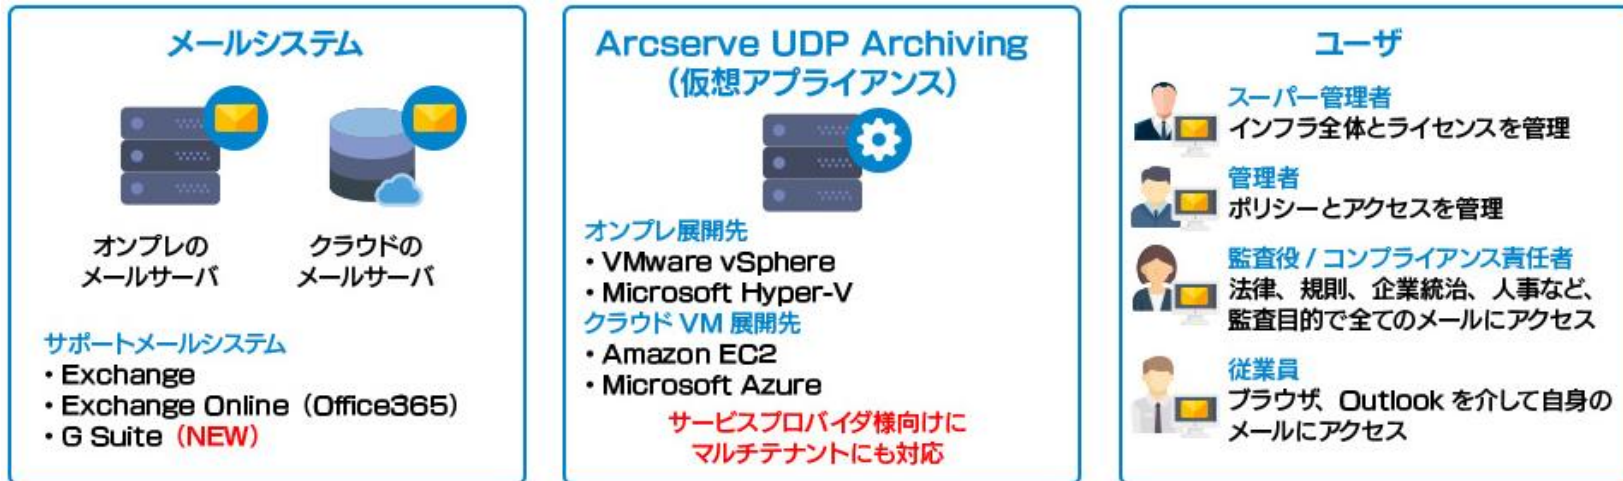 メールシステム
オンプレの
メールサーバ
クラウドの
メールサーバ
サポートメールシステム
・Exchange
・Exchange Online（Office365）
・G Suite（NEW）
Arcserve UDP Archiving
（仮想アプライアンス）
オンプレ展開先
・VMware vSphere
・Microsoft Hyper-V
クラウド VM 展開先
・Amazon EC2
・Microsoft Azure
サービスプロバイダ様向けに
マルチテナントにも対応
ユーザ
スーパー管理者
インフラ全体とライセンスを管理
管理者
ポリシーとアクセスを管理
監査役 / コンプライアンス責任者
法律、規則、企業統治、人事など、
監査目的で全てのメールにアクセス
従業員
ブラウザ、Outlook を介して自身の
メールにアクセス